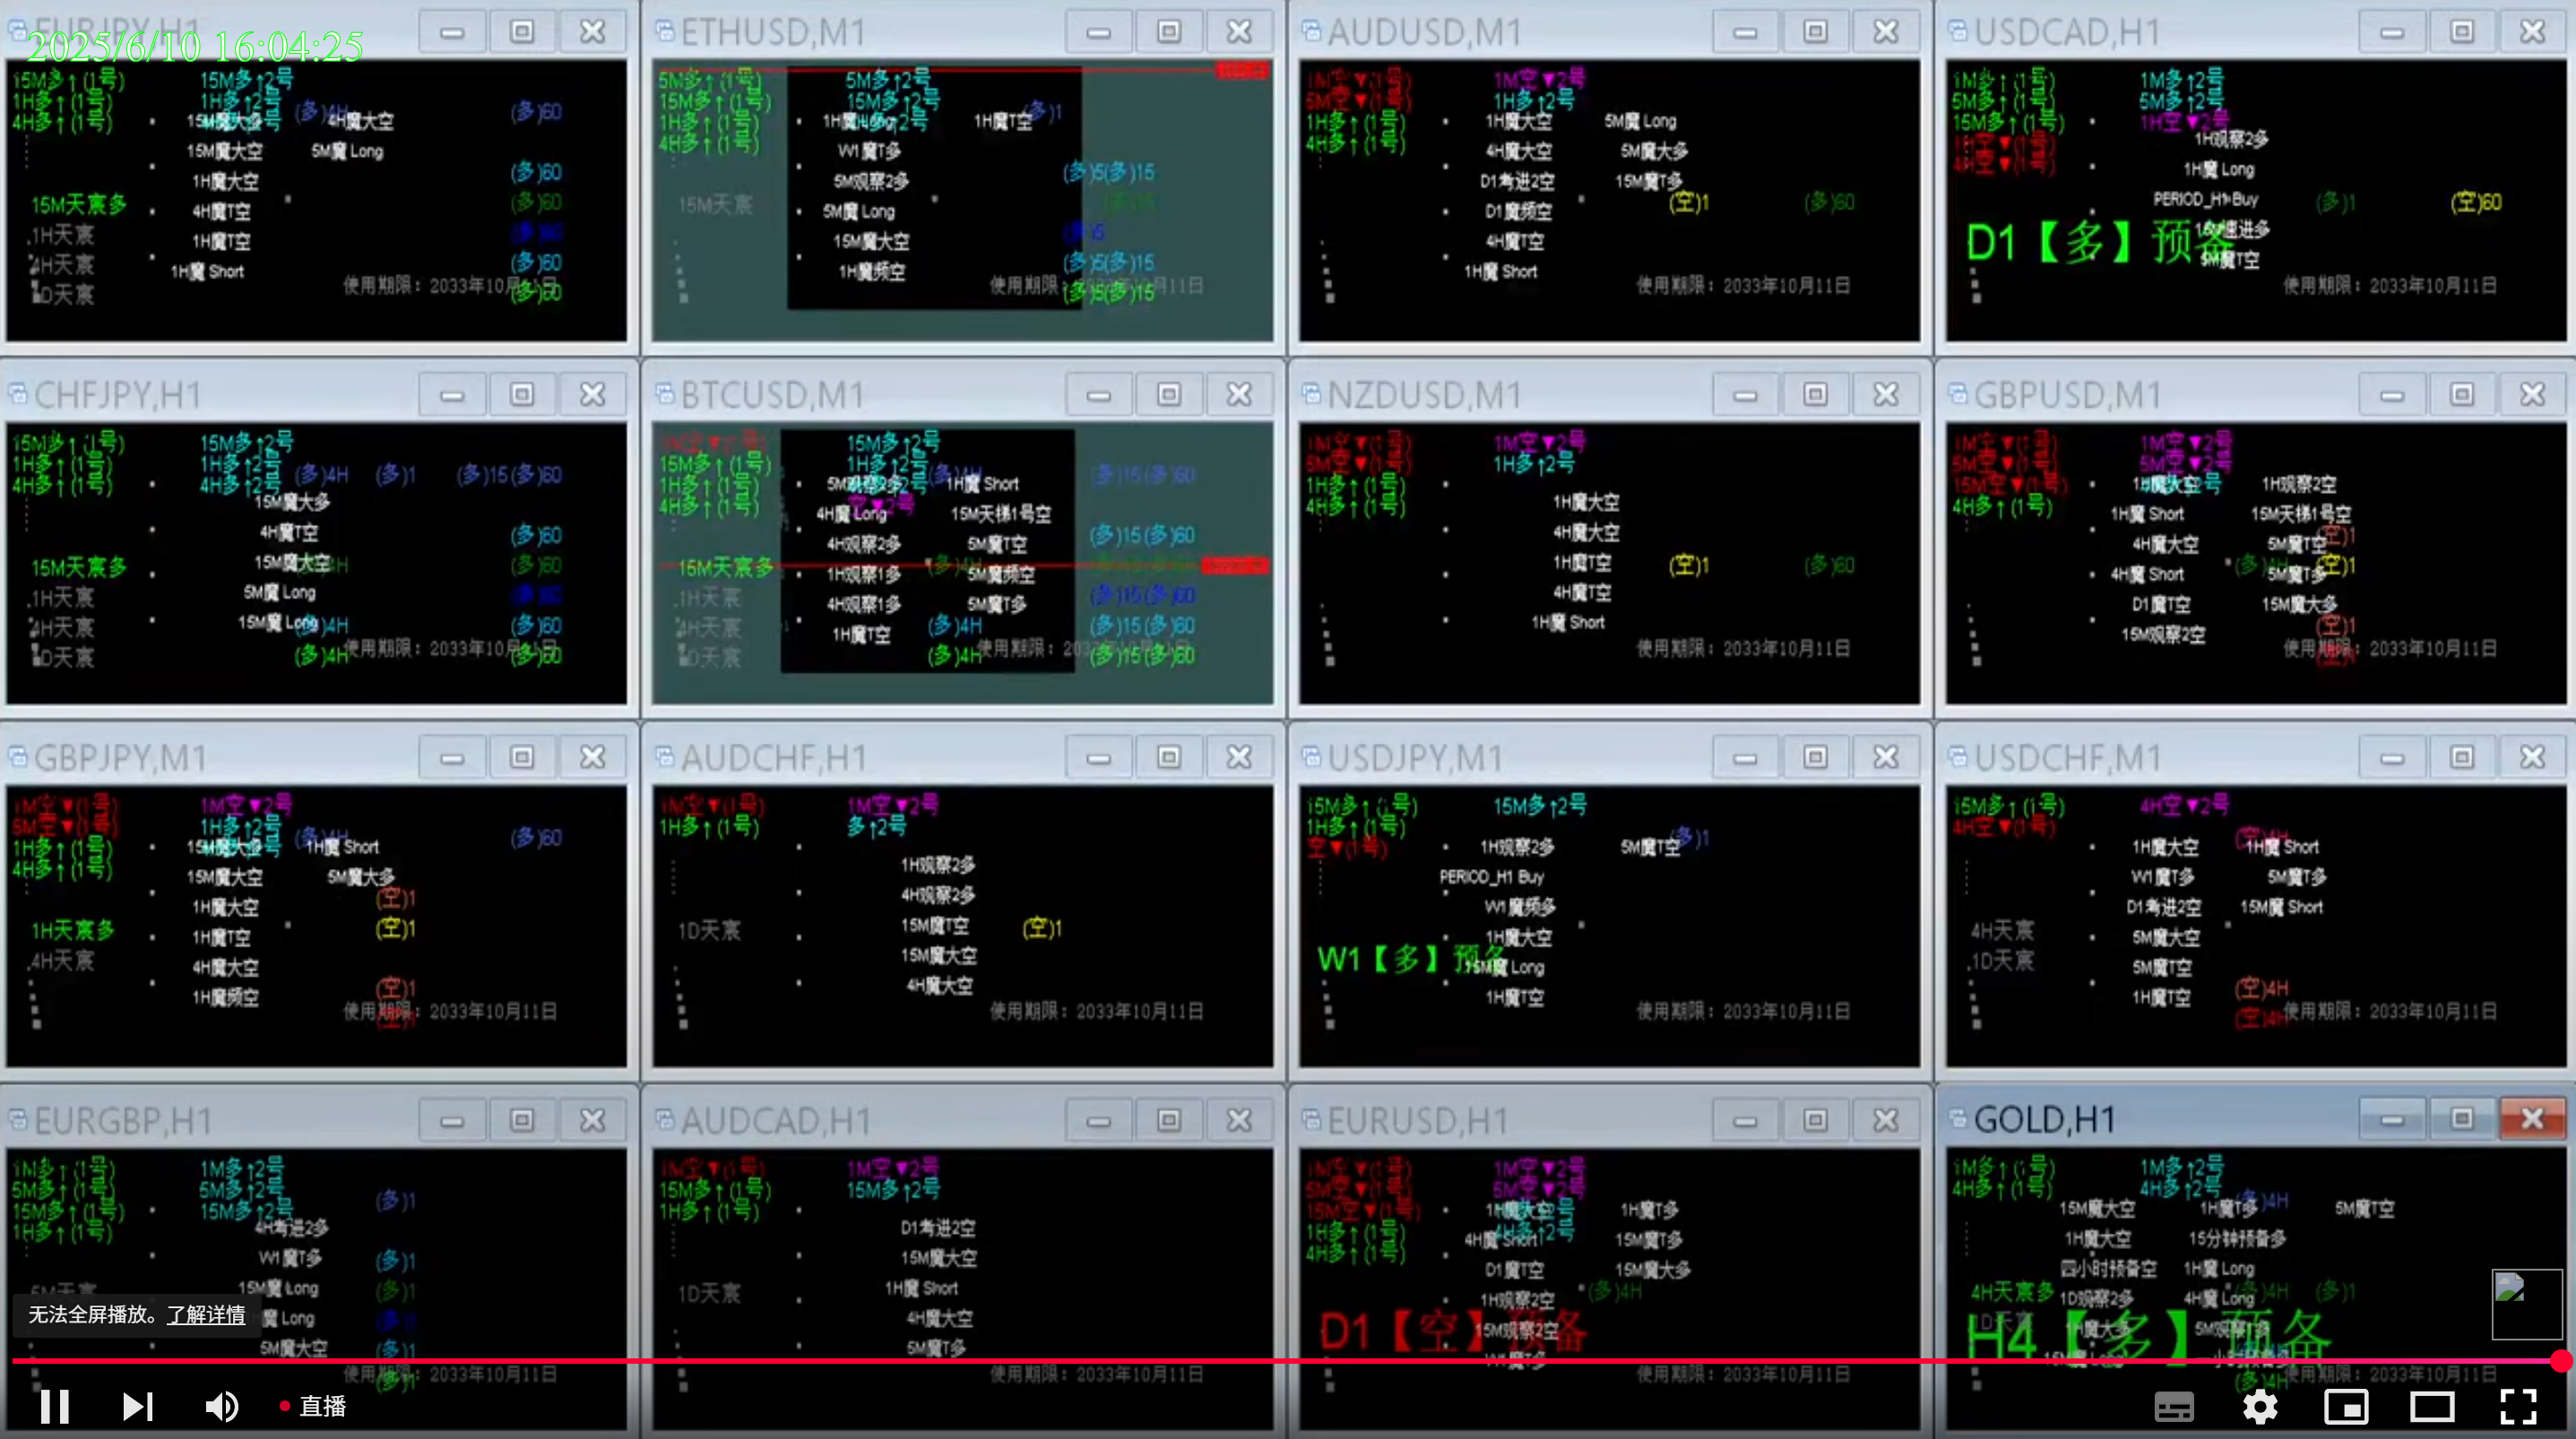 EURJPY,H1
2025/6/10 16:04:25
15M多↑(1号) 15M多↑2号
1H多↑(1号) 1H多↑2号 (多)4H (多)60
4H多↑(1号) 15M魔大多 4H魔大空
15M魔大空 5M魔 Long
1H魔大空 (多)60
15M天宸多 4H魔T空 (多)60
1H天宸 1H魔T空
4H天宸 1H魔 Short (多)60
D天宸 使用期限：2033年10月11日 (多)60
ETHUSD,M1
5M多↑(1号) 5M多↑2号
15M多↑(1号) 15M多↑2号
1H多↑(1号) 1H魔T空 (多)1
4H多↑(1号) W1魔T多
5M观察2多 (多)5(多)15
15M天宸 5M魔 Long
15M魔大空
1H魔频空 (多)5(多)15
使用期限： (多)5(多)15
AUDUSD,M1
1M空▼(1号) 1M空▼2号
5M空▼(1号) 1H多↑2号
1H多↑(1号) 1H魔大空 5M魔 Long
4H多↑(1号) 4H魔大空 5M魔大多
D1考进2空 15M魔T多
D1魔频空 (空)1 (多)60
4H魔T空
1H魔 Short
使用期限：2033年10月11日
USDCAD,H1
1M多↑(1号) 1M多↑2号
5M多↑(1号) 5M多↑2号
15M多↑(1号) 1H空▼2号
1H空▼(1号) 1H观察2多
4H空▼(1号) 1H魔 Long
PERIOD_H1 Buy (多)1 (空)60
D1【多】预备
5M魔T空
使用期限：2033年10月11日
CHFJPY,H1
15M多↑(1号) 15M多↑2号
1H多↑(1号) 1H多↑2号 (多)4H (多)1 (多)15(多)60
4H多↑(1号) 4H多↑2号
15M魔大多
4H魔T空 (多)60
15M天宸多 15M魔大空 (多)60
1H天宸 5M魔 Long
4H天宸 15M魔 Long (多)4H (多)60
D天宸 (多)4H 使用期限：2033年10月11日 (多)60
BTCUSD,M1
15M多↑2号
15M多↑(1号) 1H多↑2号 (多)4H (多)15(多)60
1H多↑(1号) 5M观察2多 1H魔 Short
4H多↑(1号) 4H魔 Long 空▼2号 15M天梯1号空
4H观察2多 5M魔T空 (多)15(多)60
15M天宸多 1H观察1多 5M魔频空
1H天宸 4H观察1多 5M魔T多 (多)15(多)60
4H天宸 1H魔T空 (多)4H (多)15(多)60
D天宸 (多)4H 使用期限： (多)15(多)60
NZDUSD,M1
1M空▼(1号) 1M空▼2号
5M空▼(1号) 1H多↑2号
1H多↑(1号) 1H魔大空
4H多↑(1号) 4H魔大空
1H魔T空 (空)1 (多)60
4H魔T空
1H魔 Short
使用期限：2033年10月11日
GBPUSD,M1
1M空▼(1号) 1M空▼2号
5M空▼(1号) 5M空▼2号
15M空▼(1号) 1H魔大空 1H观察2空
4H多↑(1号) 1H魔 Short 15M天梯1号空
4H魔大空 5M魔T空 (空)1
4H魔 Short 5M魔T多 (空)1
D1魔T空 15M魔大多
15M观察2空 (空)1
使用期限：2033年10月11日
GBPJPY,M1
1M空▼(1号) 1M空▼2号
5M空▼(1号) 1H多↑2号 (多)4H (多)60
1H多↑(1号) 15M魔大多 1H魔 Short
4H多↑(1号) 15M魔大空 5M魔大多
1H魔大空 (空)1
1H天宸多 1H魔T空 (空)1
4H天宸 4H魔大空
1H魔频空 (空)1
使用期限：2033年10月11日
AUDCHF,H1
1M空▼(1号) 1M空▼2号
1H多↑(1号) 多↑2号
1H观察2多
4H观察2多
1D天宸 15M魔T空 (空)1
15M魔大空
4H魔大空
使用期限：2033年10月11日
USDJPY,M1
15M多↑(1号) 15M多↑2号
1H多↑(1号)
空▼(1号) 1H观察2多 5M魔T空 (多)1
PERIOD_H1 Buy
W1魔频多
1H魔大空
W1【多】预备 15M魔 Long
1H魔T空
使用期限：2033年10月11日
USDCHF,M1
15M多↑(1号) 4H空▼2号
4H空▼(1号)
1H魔大空 (空)4H 1H魔 Short
W1魔T多 5M魔T多
D1考进2空 15M魔 Short
4H天宸 5M魔大空
1D天宸 5M魔T空
1H魔T空 (空)4H
(空)4H 使用期限：2033年10月11日
EURGBP,H1
1M多↑(1号) 1M多↑2号
5M多↑(1号) 5M多↑2号 (多)1
15M多↑(1号) 15M多↑2号
1H多↑(1号) 4H考进2多
W1魔T多 (多)1
5M天宸 15M魔 Long (多)1
魔 Long
5M魔大空 (多)1
使用期限：2033年10月11日
AUDCAD,H1
1M空▼(1号) 1M空▼2号
15M多↑(1号) 15M多↑2号
1H多↑(1号) D1考进2空
15M魔大空
1D天宸 1H魔 Short
4H魔大空
5M魔T多
使用期限：2033年10月11日
EURUSD,H1
1M空▼(1号) 1M空▼2号
5M空▼(1号) 5M空▼2号
15M空▼(1号) 1H魔大空 1H魔T多
1H多↑(1号) 4H魔 Short 4H多↑2号 15M魔T多
4H多↑(1号) D1魔T空 15M魔大多
1H观察2空 (多)4H
D1【空】预备 15M观察2空
使用期限：2033年10月11日
GOLD,H1
1M多↑(1号) 1M多↑2号
4H多↑(1号) 4H多↑2号
15M魔大空 1H魔T多 5M魔T空
1H魔大空 15分钟预备多
四小时预备空 1H魔 Long
4H天宸多 1D观察2多 4H魔 Long (多)4H (多)1
H4【多】预备
1H魔大多 5M观察1多
(多)4H 使用期限：2033年10月11日
无法全屏播放。了解详情
直播